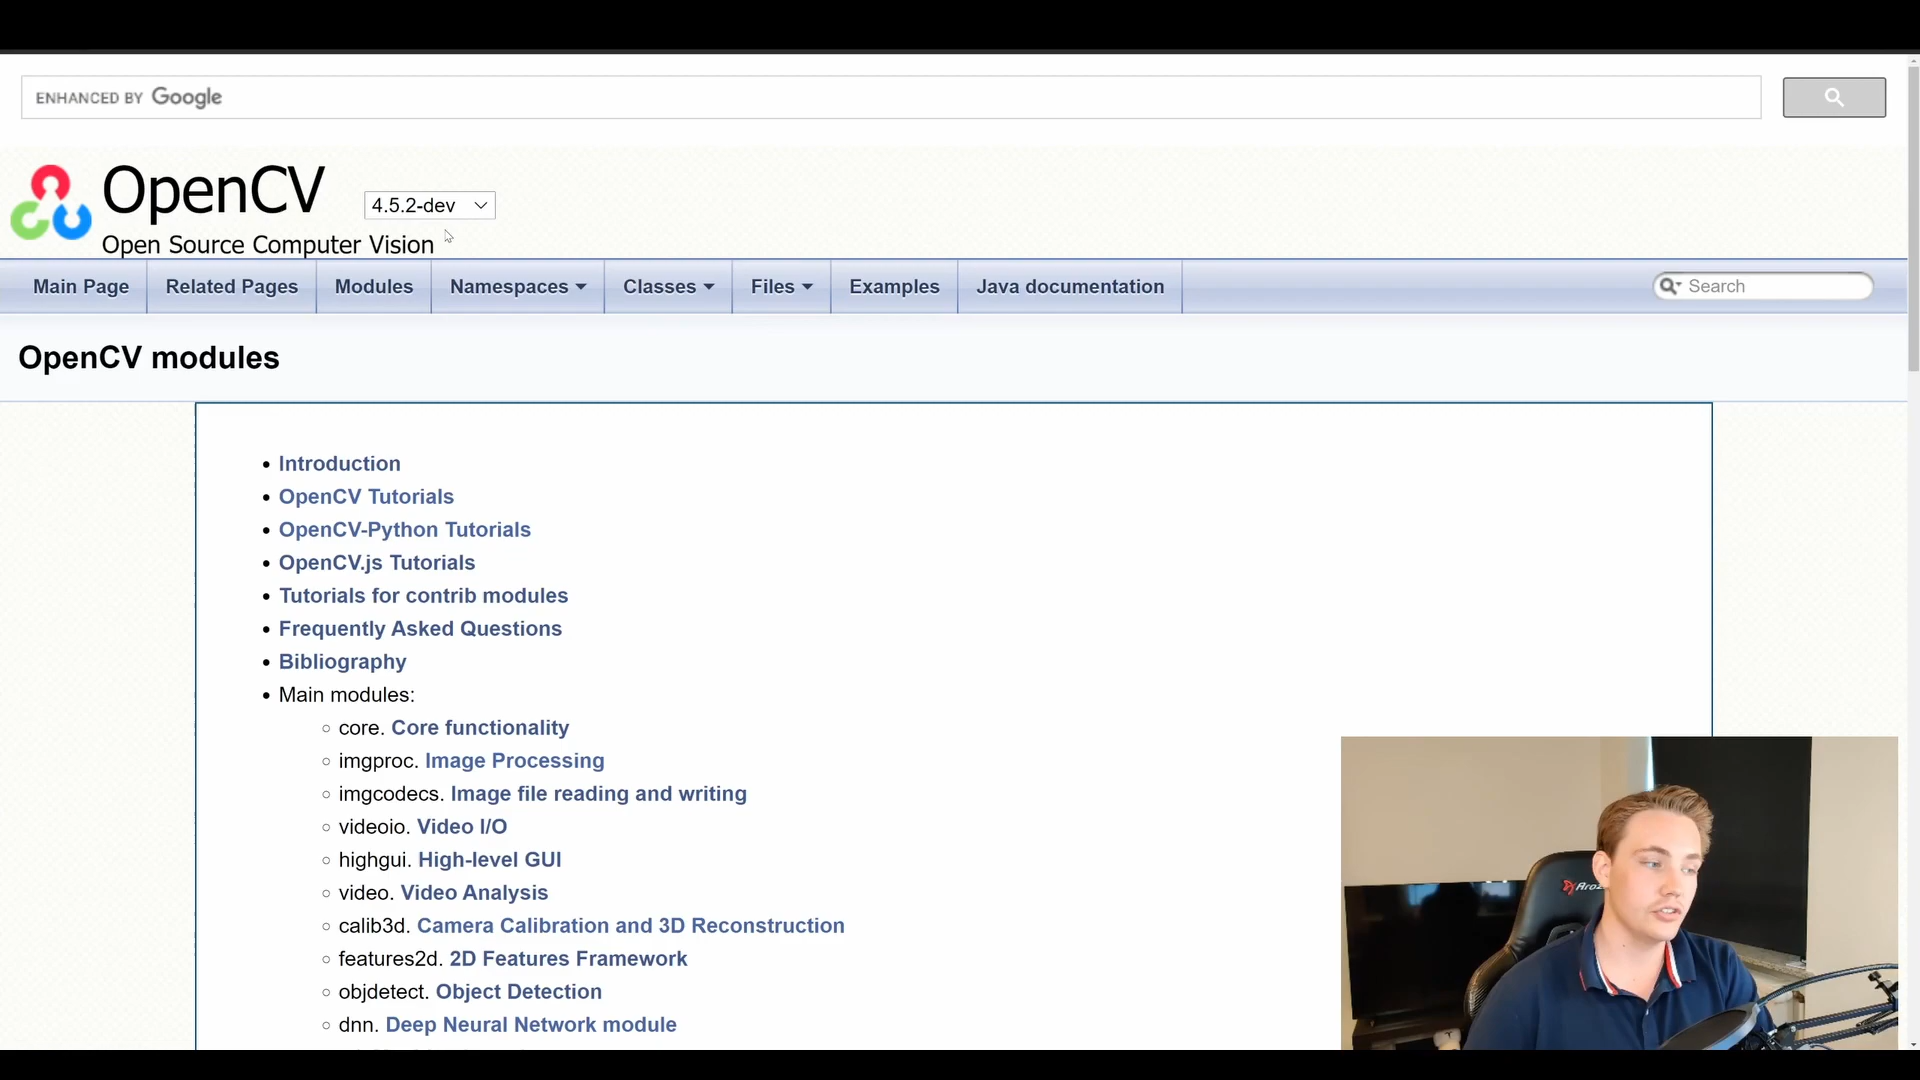 ENHANCED BY Google
OpenCV
4.5.2-dev
Open Source Computer Vision
Main Page
Related Pages
Modules
Namespaces
Classes
Files
Examples
Java documentation
Search
OpenCV modules
Introduction
OpenCV Tutorials
OpenCV-Python Tutorials
OpenCV.js Tutorials
Tutorials for contrib modules
Frequently Asked Questions
Bibliography
Main modules:
core. Core functionality
imgproc. Image Processing
imgcodecs. Image file reading and writing
videoio. Video I/O
highgui. High-level GUI
video. Video Analysis
calib3d. Camera Calibration and 3D Reconstruction
features2d. 2D Features Framework
objdetect. Object Detection
dnn. Deep Neural Network module